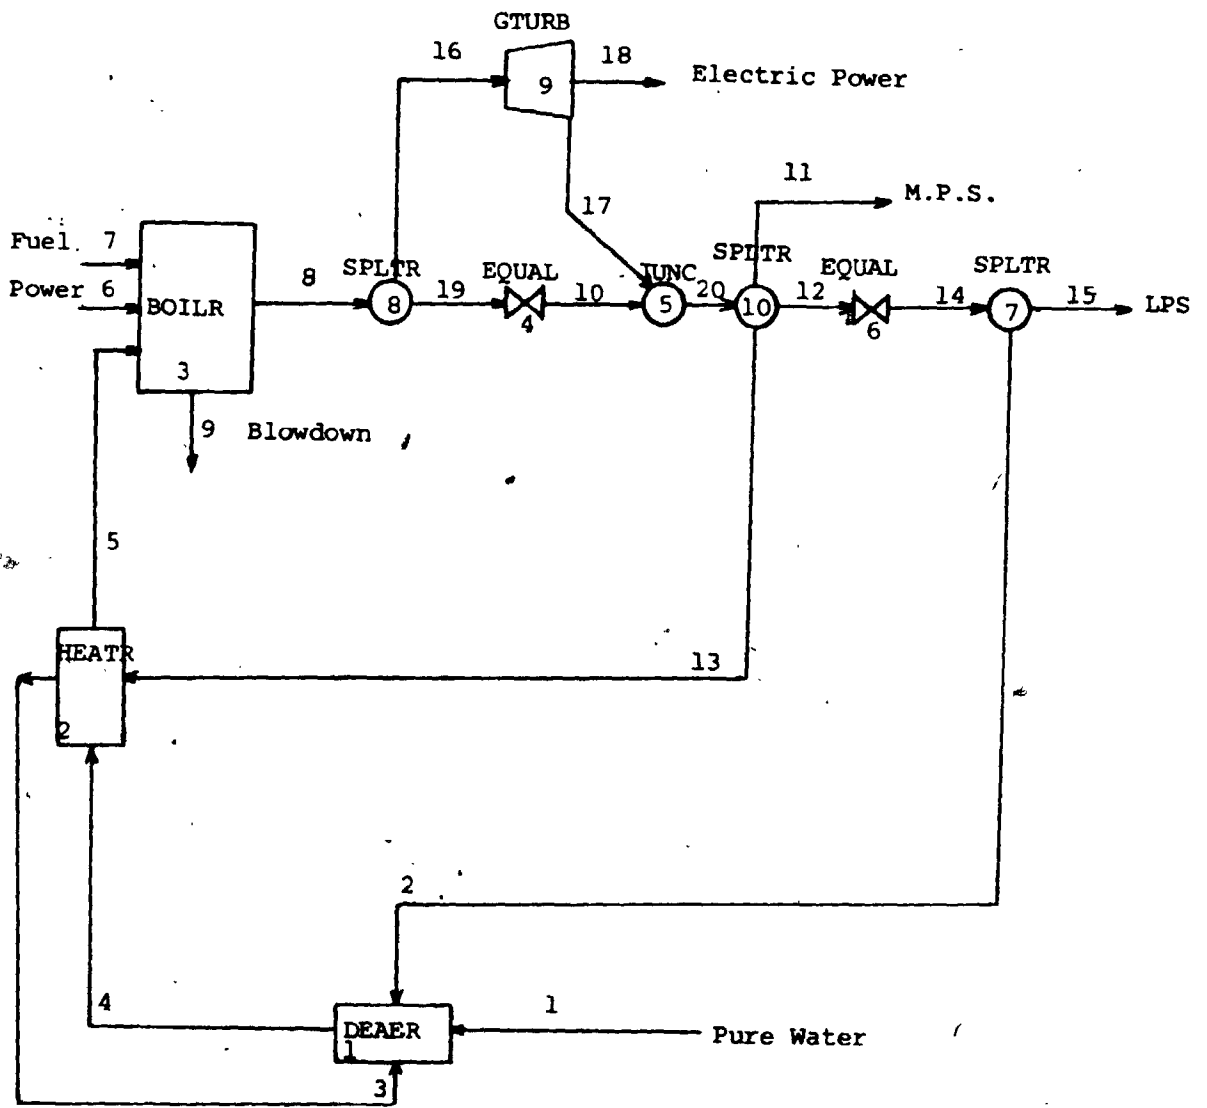 GTURB
16
18
9
Electric Power
11
M.P.S.
17
Fuel 7
8
SPLTR
EQUAL
JUNC
SPLTR
EQUAL
SPLTR
Power 6
BOILR
8
19
4
10
5
20
10
12
6
14
7
15
LPS
3
9 Blowdown
5
HEATR
2
13
2
4
DEAER
1
1
Pure Water
3